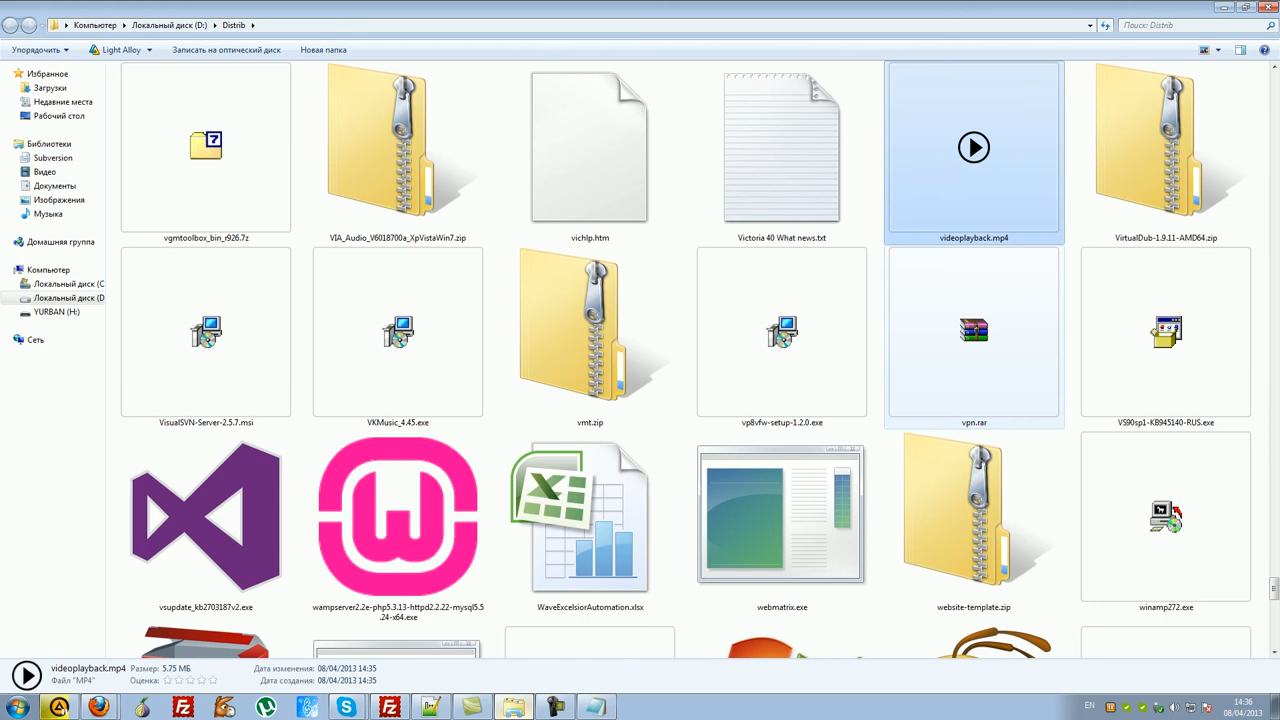 Компьютер
Локальный диск (D:)
Distrib
Поиск: Distrib
Упорядочить
Light Alloy
Записать на оптический диск
Новая папка
Избранное
Загрузки
Недавние места
Рабочий стол
Библиотеки
Subversion
Видео
Документы
Изображения
Музыка
Домашняя группа
Компьютер
Локальный диск (C
Локальный диск (D
YURBAN (H:)
Сеть
7
vgmtoolbox_bin_r926.7z
VIA_Audio_V6018700a_XpVistaWin7.zip
vichlp.htm
Victoria 40 What news.txt
videoplayback.mp4
VirtualDub-1.9.11-AMD64.zip
VisualSVN-Server-2.5.7.msi
VKMusic_4.45.exe
vmt.zip
vp8vfw-setup-1.2.0.exe
vpn.rar
VS90sp1-KB945140-RUS.exe
vsupdate_kb2703187v2.exe
wampserver2.2e-php5.3.13-httpd2.2.22-mysql5.5
.24-x64.exe
WaveExcelsiorAutomation.xlsx
webmatrix.exe
website-template.zip
winamp272.exe
videoplayback.mp4
Размер: 5.75 МБ
Дата изменения: 08/04/2013 14:35
Файл "MP4"
Оценка:
Дата создания: 08/04/2013 14:35
EN
14:36
08/04/2013